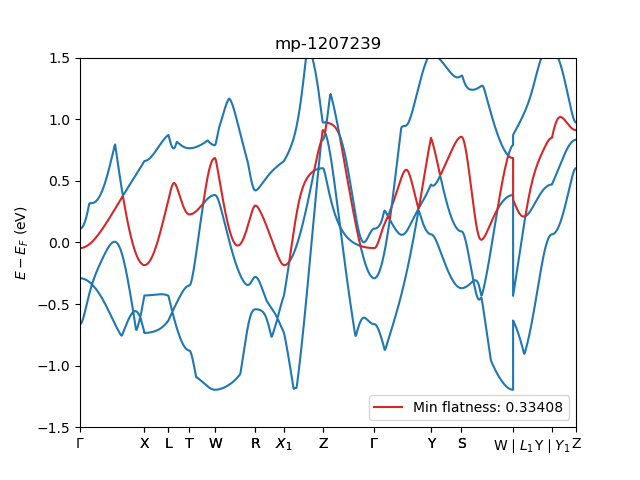 mp-1207239
E − E_F (eV)
1.5
1.0
0.5
0.0
−0.5
−1.0
−1.5
Min flatness: 0.33408
Γ X L T W R X₁ Z Γ Y S W | L₁Y | Y₁ Z